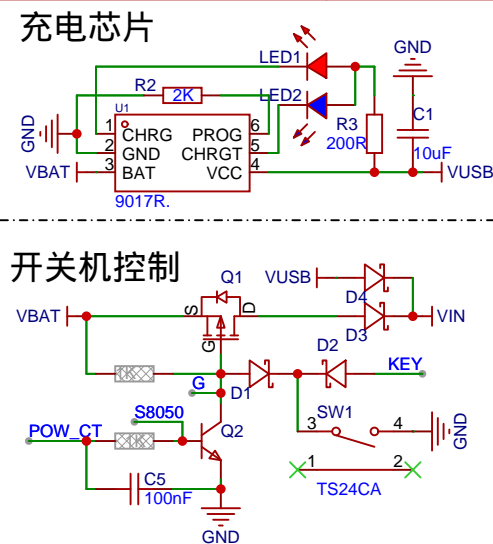 充电芯片
LED1
GND
R2
2K
U1
LED2
C1
GND
1
CHRG
PROG
6
R3
2
GND
CHRGT
5
200R
VBAT
3
BAT
VCC
4
10uF
VUSB
9017R.
开关机控制
Q1
VUSB
D4
VBAT
S
D
VIN
G
D3
D2
KEY
G
D1
S8050
SW1
POW_CT
Q2
3
4
GND
C5
1
2
100nF
TS24CA
GND